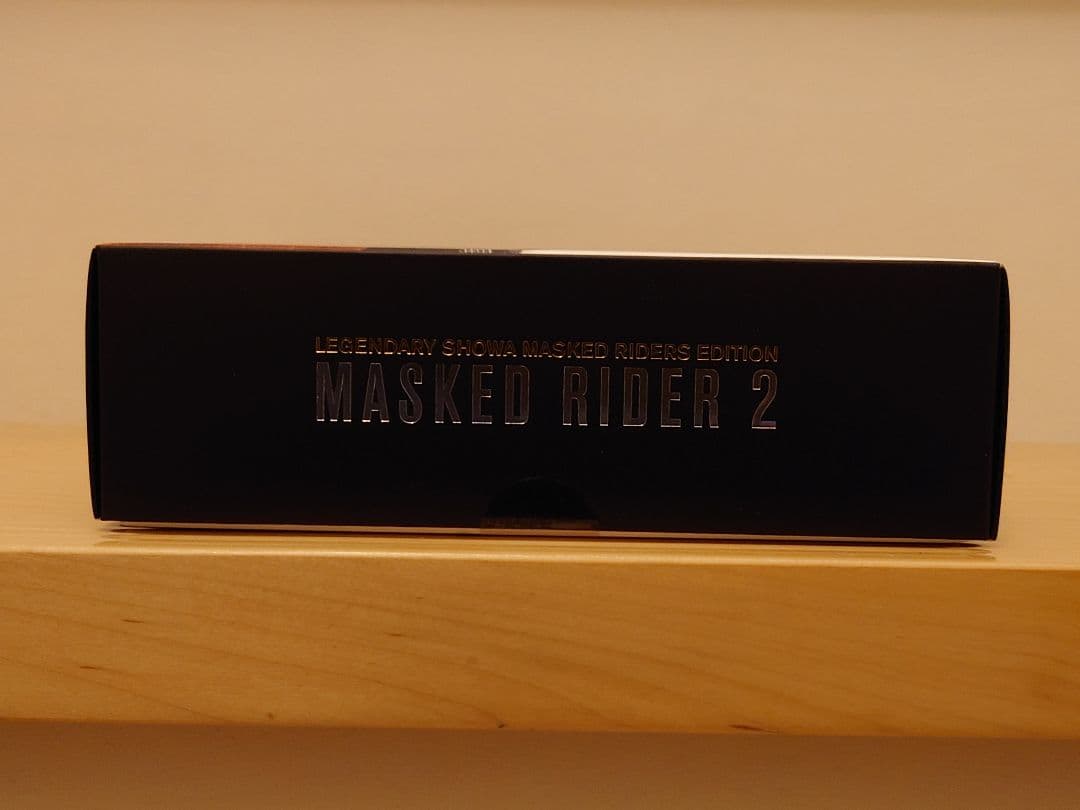 LEGENDARY SHOWA MASKED RIDERS EDITION
MASKED RIDER 2